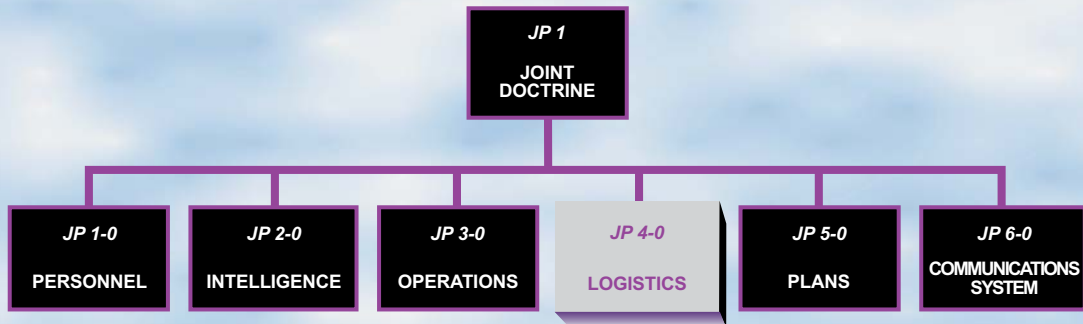 JP 1
JOINT
DOCTRINE
JP 1-0
PERSONNEL
JP 2-0
INTELLIGENCE
JP 3-0
OPERATIONS
JP 4-0
LOGISTICS
JP 5-0
PLANS
JP 6-0
COMMUNICATIONS
SYSTEM